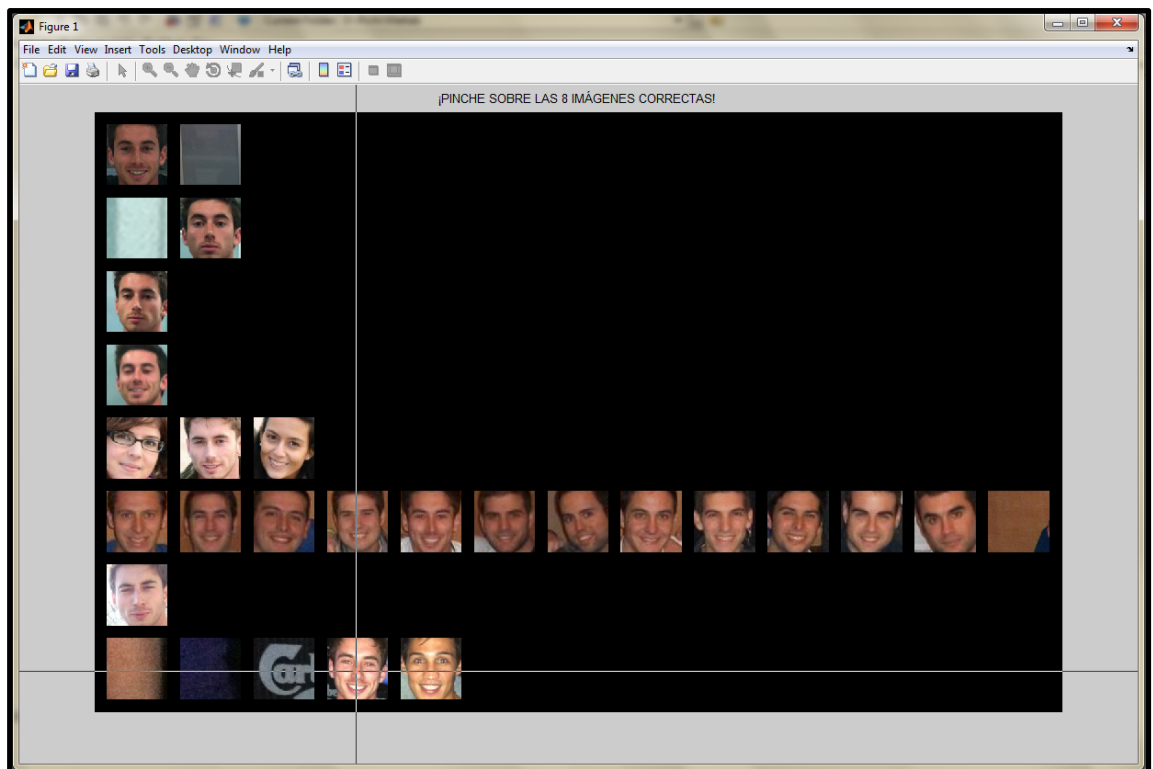 Figure 1
File Edit View Insert Tools Desktop Window Help
¡PINCHE SOBRE LAS 8 IMÁGENES CORRECTAS!